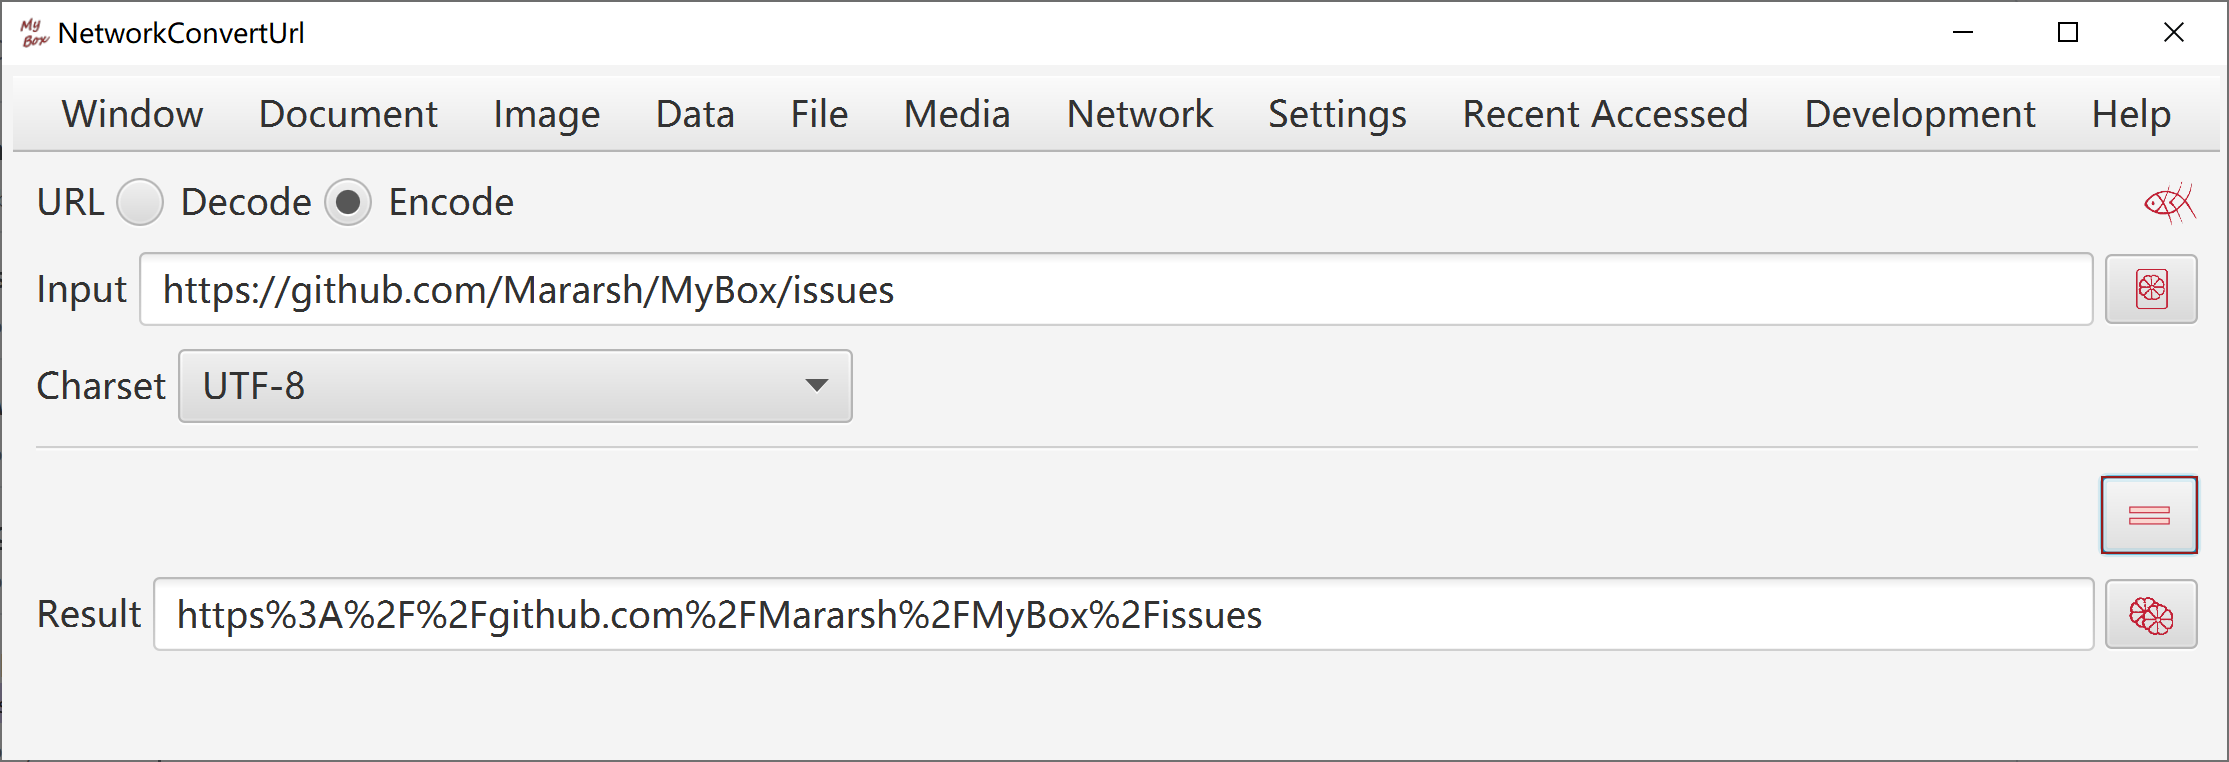 My Box NetworkConvertUrl
Window Document Image Data File Media Network Settings Recent Accessed Development Help
URL Decode Encode
Input https://github.com/Mararsh/MyBox/issues
Charset UTF-8
Result https%3A%2F%2Fgithub.com%2FMararsh%2FMyBox%2Fissues